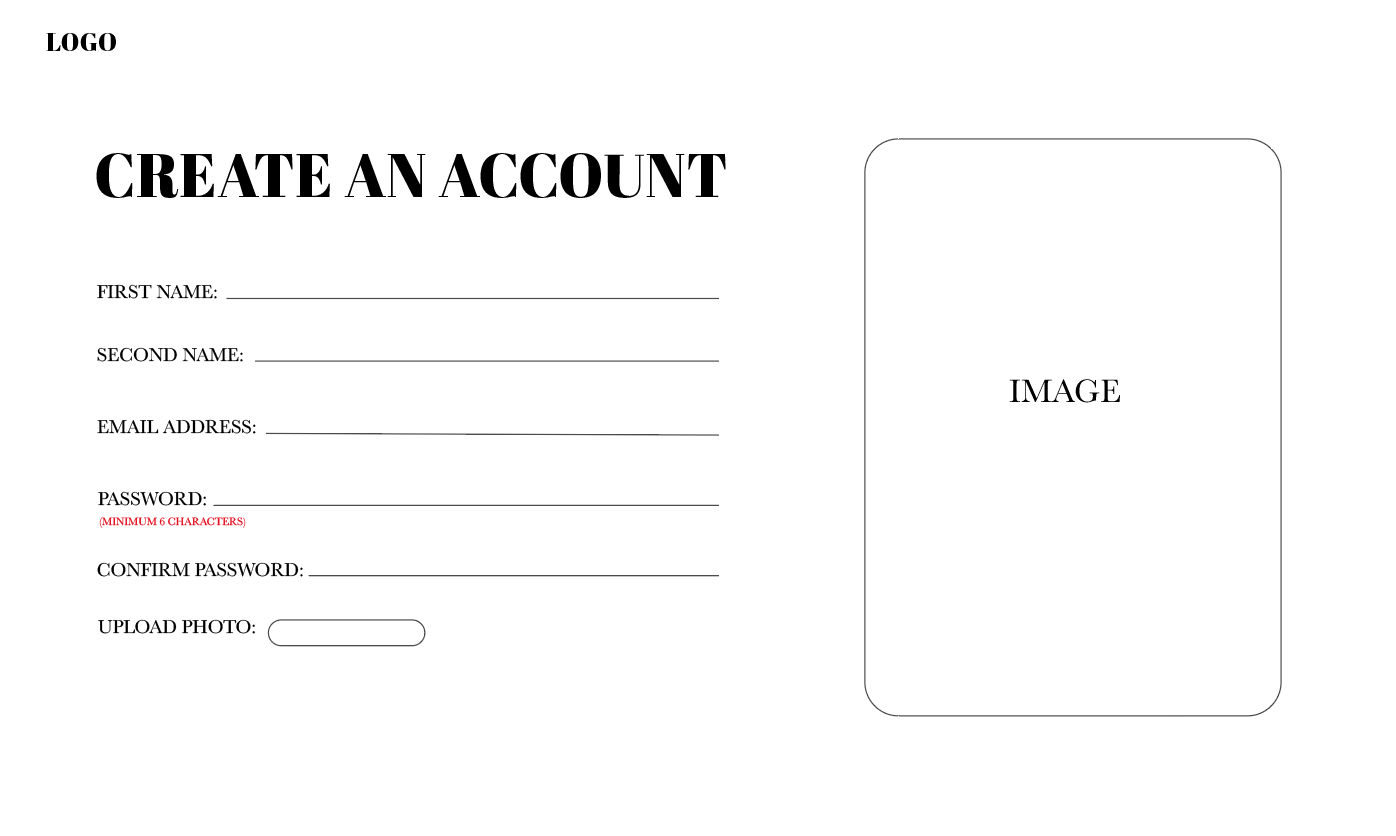 LOGO
CREATE AN ACCOUNT
FIRST NAME:
SECOND NAME:
EMAIL ADDRESS:
PASSWORD:
(MINIMUM 6 CHARACTERS)
CONFIRM PASSWORD:
UPLOAD PHOTO:
IMAGE